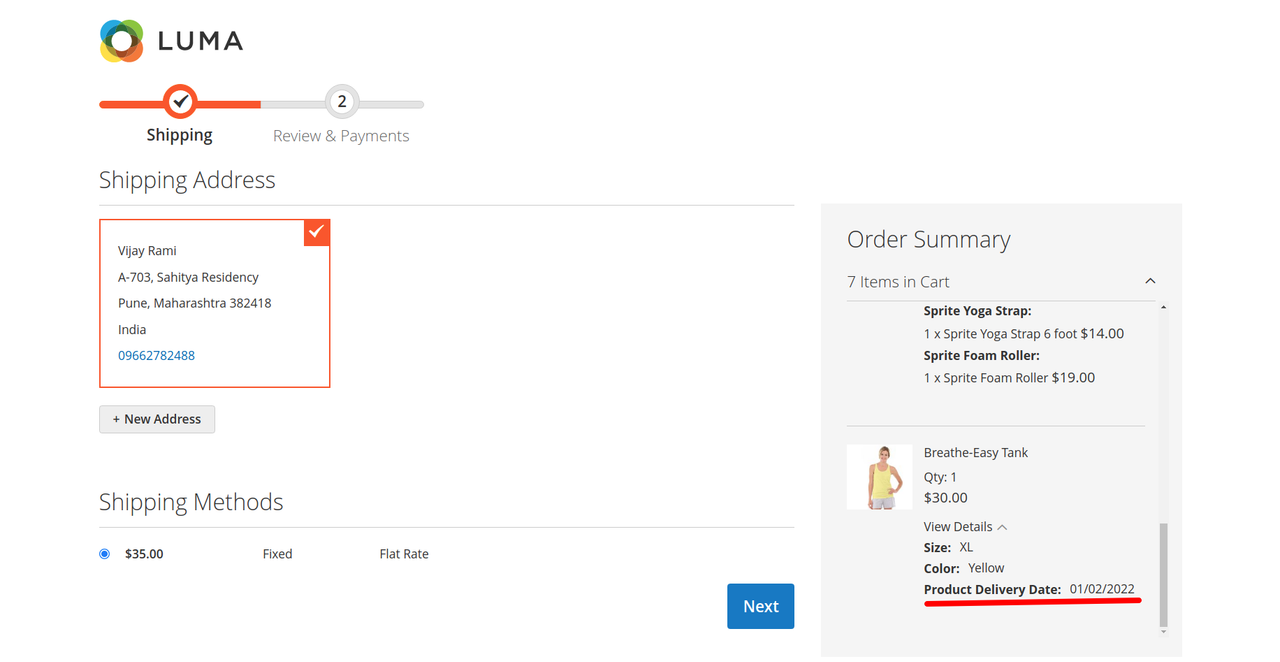 LUMA
2
Shipping
Review & Payments
Shipping Address
Vijay Rami
A-703, Sahitya Residency
Pune, Maharashtra 382418
India
09662782488
+ New Address
Shipping Methods
$35.00 Fixed Flat Rate
Next
Order Summary
7 Items in Cart
Sprite Yoga Strap:
1 x Sprite Yoga Strap 6 foot $14.00
Sprite Foam Roller:
1 x Sprite Foam Roller $19.00
Breathe-Easy Tank
Qty: 1
$30.00
View Details
Size: XL
Color: Yellow
Product Delivery Date: 01/02/2022